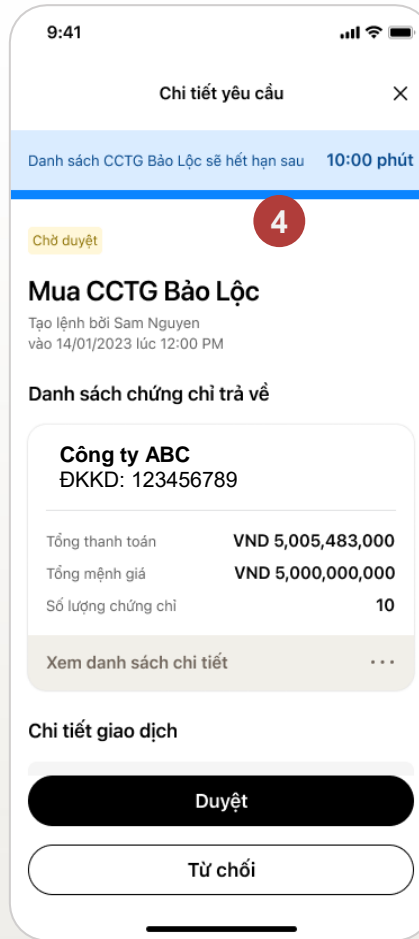 9:41
Chi tiết yêu cầu
Danh sách CCTG Bảo Lộc sẽ hết hạn sau 10:00 phút
4
Chờ duyệt
Mua CCTG Bảo Lộc
Tạo lệnh bởi Sam Nguyen
vào 14/01/2023 lúc 12:00 PM
Danh sách chứng chỉ trả về
Công ty ABC
ĐKKD: 123456789
Tổng thanh toán VND 5,005,483,000
Tổng mệnh giá VND 5,000,000,000
Số lượng chứng chỉ 10
Xem danh sách chi tiết ...
Chi tiết giao dịch
Duyệt
Từ chối